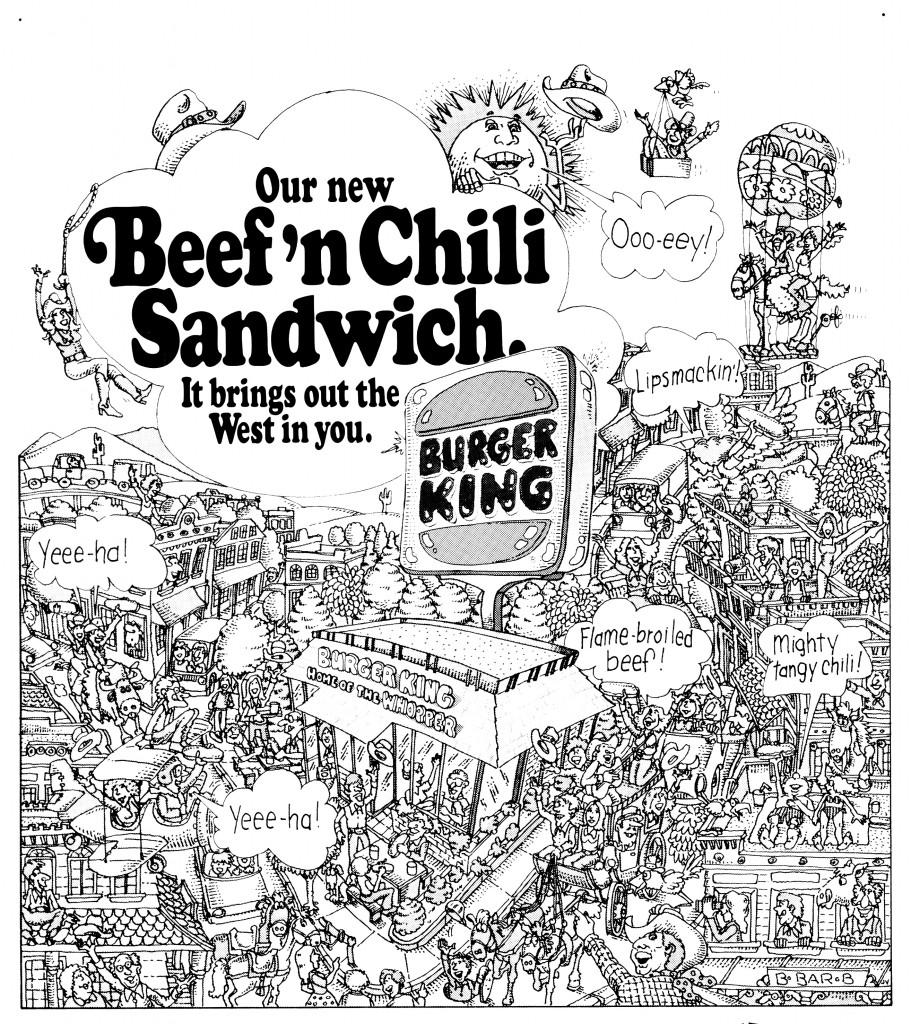 Our new
Beef 'n Chili
Sandwich.
It brings out the
West in you.
Ooo-eey!
Lipsmackin'!
BURGER
KING
Yeee-ha!
Flame-broiled
beef!
Mighty
tangy chili!
BURGER KING
HOME OF THE WHOPPER
Yeee-ha!
B-BAR-B